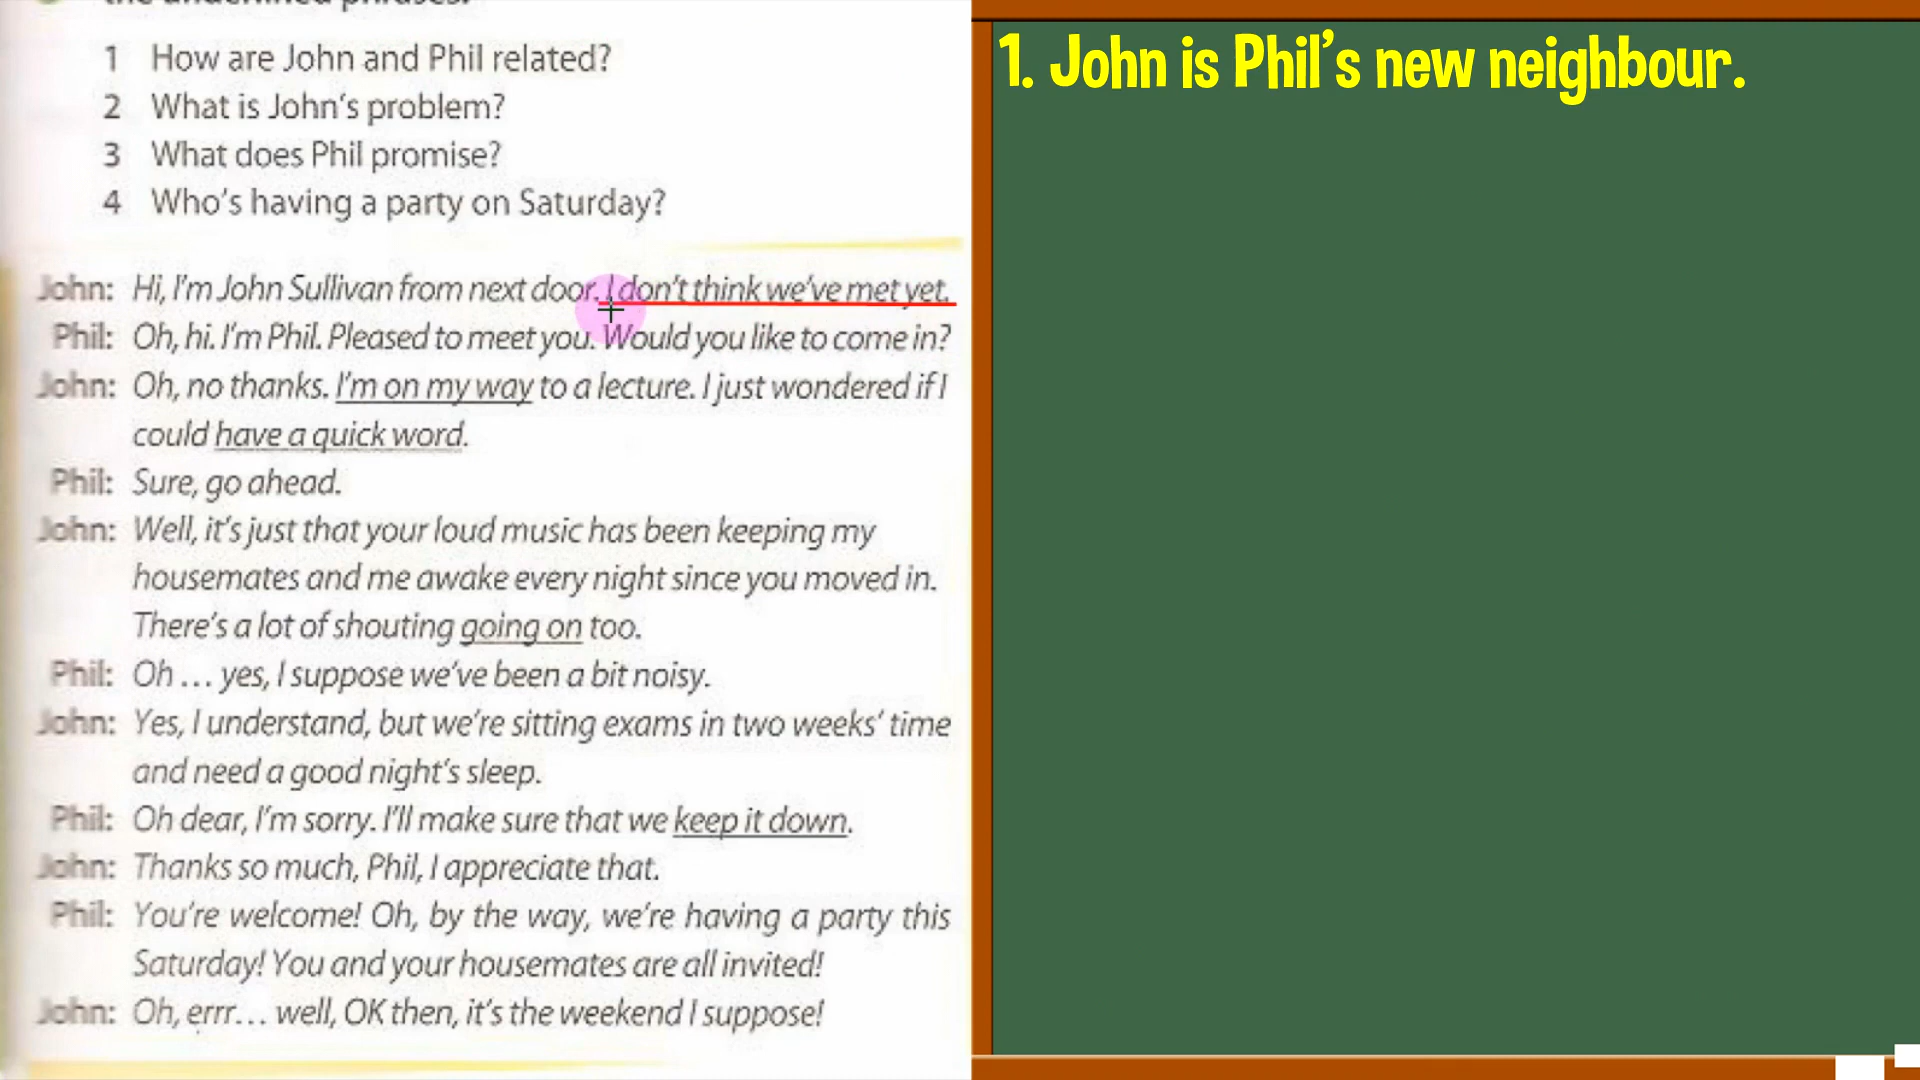 the underlined phrases.
1 How are John and Phil related?
2 What is John's problem?
3 What does Phil promise?
4 Who's having a party on Saturday?
John: Hi, I'm John Sullivan from next door. I don't think we've met yet.
Phil: Oh, hi. I'm Phil. Pleased to meet you. Would you like to come in?
John: Oh, no thanks. I'm on my way to a lecture. I just wondered if I
could have a quick word.
Phil: Sure, go ahead.
John: Well, it's just that your loud music has been keeping my
housemates and me awake every night since you moved in.
There's a lot of shouting going on too.
Phil: Oh ... yes, I suppose we've been a bit noisy.
John: Yes, I understand, but we're sitting exams in two weeks' time
and need a good night's sleep.
Phil: Oh dear, I'm sorry. I'll make sure that we keep it down.
John: Thanks so much, Phil, I appreciate that.
Phil: You're welcome! Oh, by the way, we're having a party this
Saturday! You and your housemates are all invited!
John: Oh, errr... well, OK then, it's the weekend I suppose!
1. John is Phil's new neighbour.